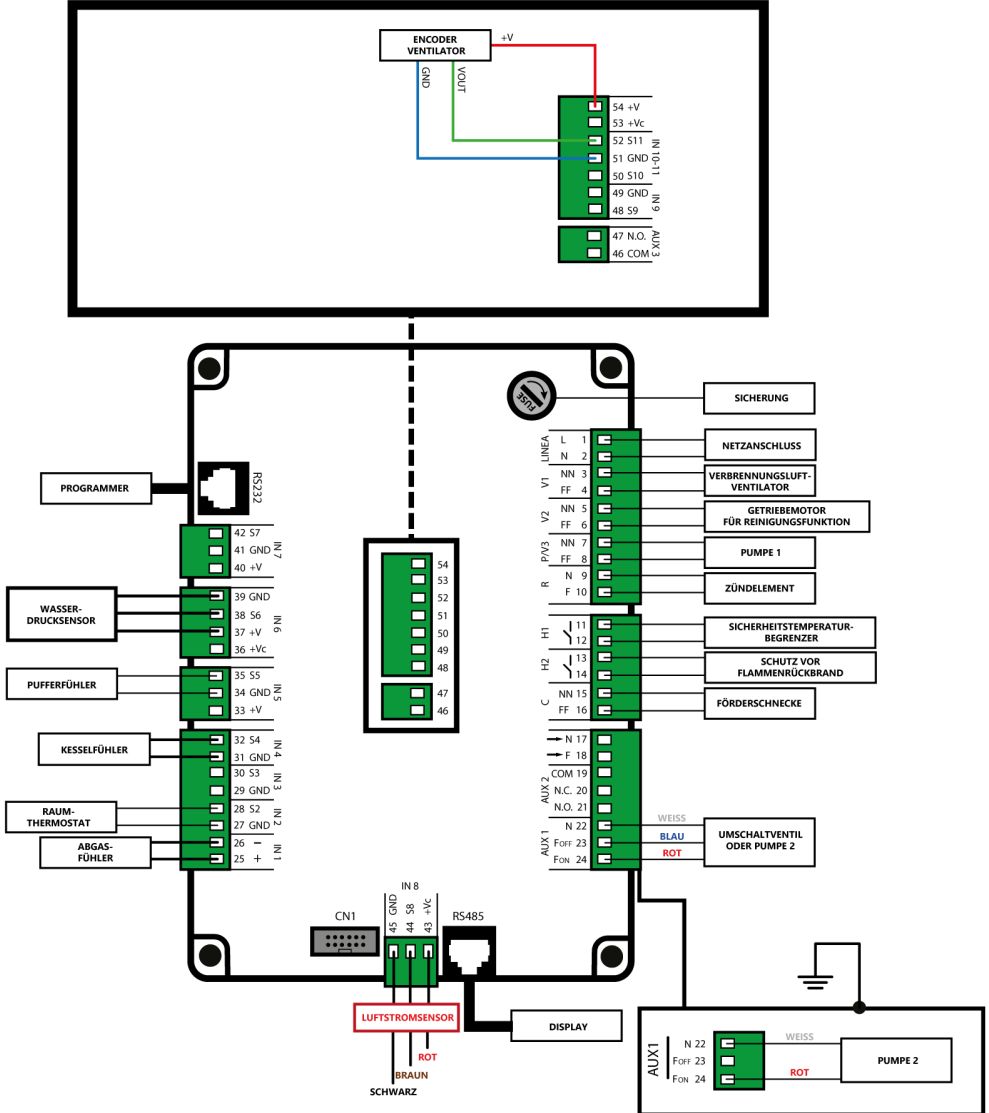 ENCODER
VENTILATOR
+V
GND
VOUT
54 +V
53 +Vc
52 S11
51 GND
50 S10
IN 10-11
49 GND
48 S9
IN 9
47 N.O.
46 COM
AUX 3
FUSE
SICHERUNG
LINEA
L 1
N 2
NETZANSCHLUSS
V1
NN 3
FF 4
VERBRENNUNGSLUFT-
VENTILATOR
V2
NN 5
FF 6
GETRIEBEMOTOR
FÜR REINIGUNGSFUNKTION
P/V3
NN 7
FF 8
PUMPE 1
R
N 9
F 10
ZÜNDELEMENT
H1
11
12
SICHERHEITSTEMPERATUR-
BEGRENZER
H2
13
14
SCHUTZ VOR
FLAMMENRÜCKBRAND
C
NN 15
FF 16
FÖRDERSCHNECKE
N 17
F 18
AUX 2
COM 19
N.C. 20
N.O. 21
AUX 1
N 22
FOFF 23
FON 24
WEISS
BLAU
ROT
UMSCHALTVENTIL
ODER PUMPE 2
PROGRAMMER
RS232
42 S7
41 GND
40 +V
IN 7
WASSER-
DRUCKSENSOR
39 GND
38 S6
37 +V
36 +Vc
IN 6
PUFFERFÜHLER
35 S5
34 GND
33 +V
IN 5
KESSELFÜHLER
32 S4
31 GND
IN 4
30 S3
29 GND
IN 3
RAUM-
THERMOSTAT
28 S2
27 GND
IN 2
ABGAS-
FÜHLER
26 −
25 +
IN 1
54
53
52
51
50
49
48
47
46
CN1
IN 8
45 GND
44 S8
43 +Vc
RS485
LUFTSTROMSENSOR
ROT
BRAUN
SCHWARZ
DISPLAY
AUX1
N 22
FOFF 23
FON 24
WEISS
ROT
PUMPE 2